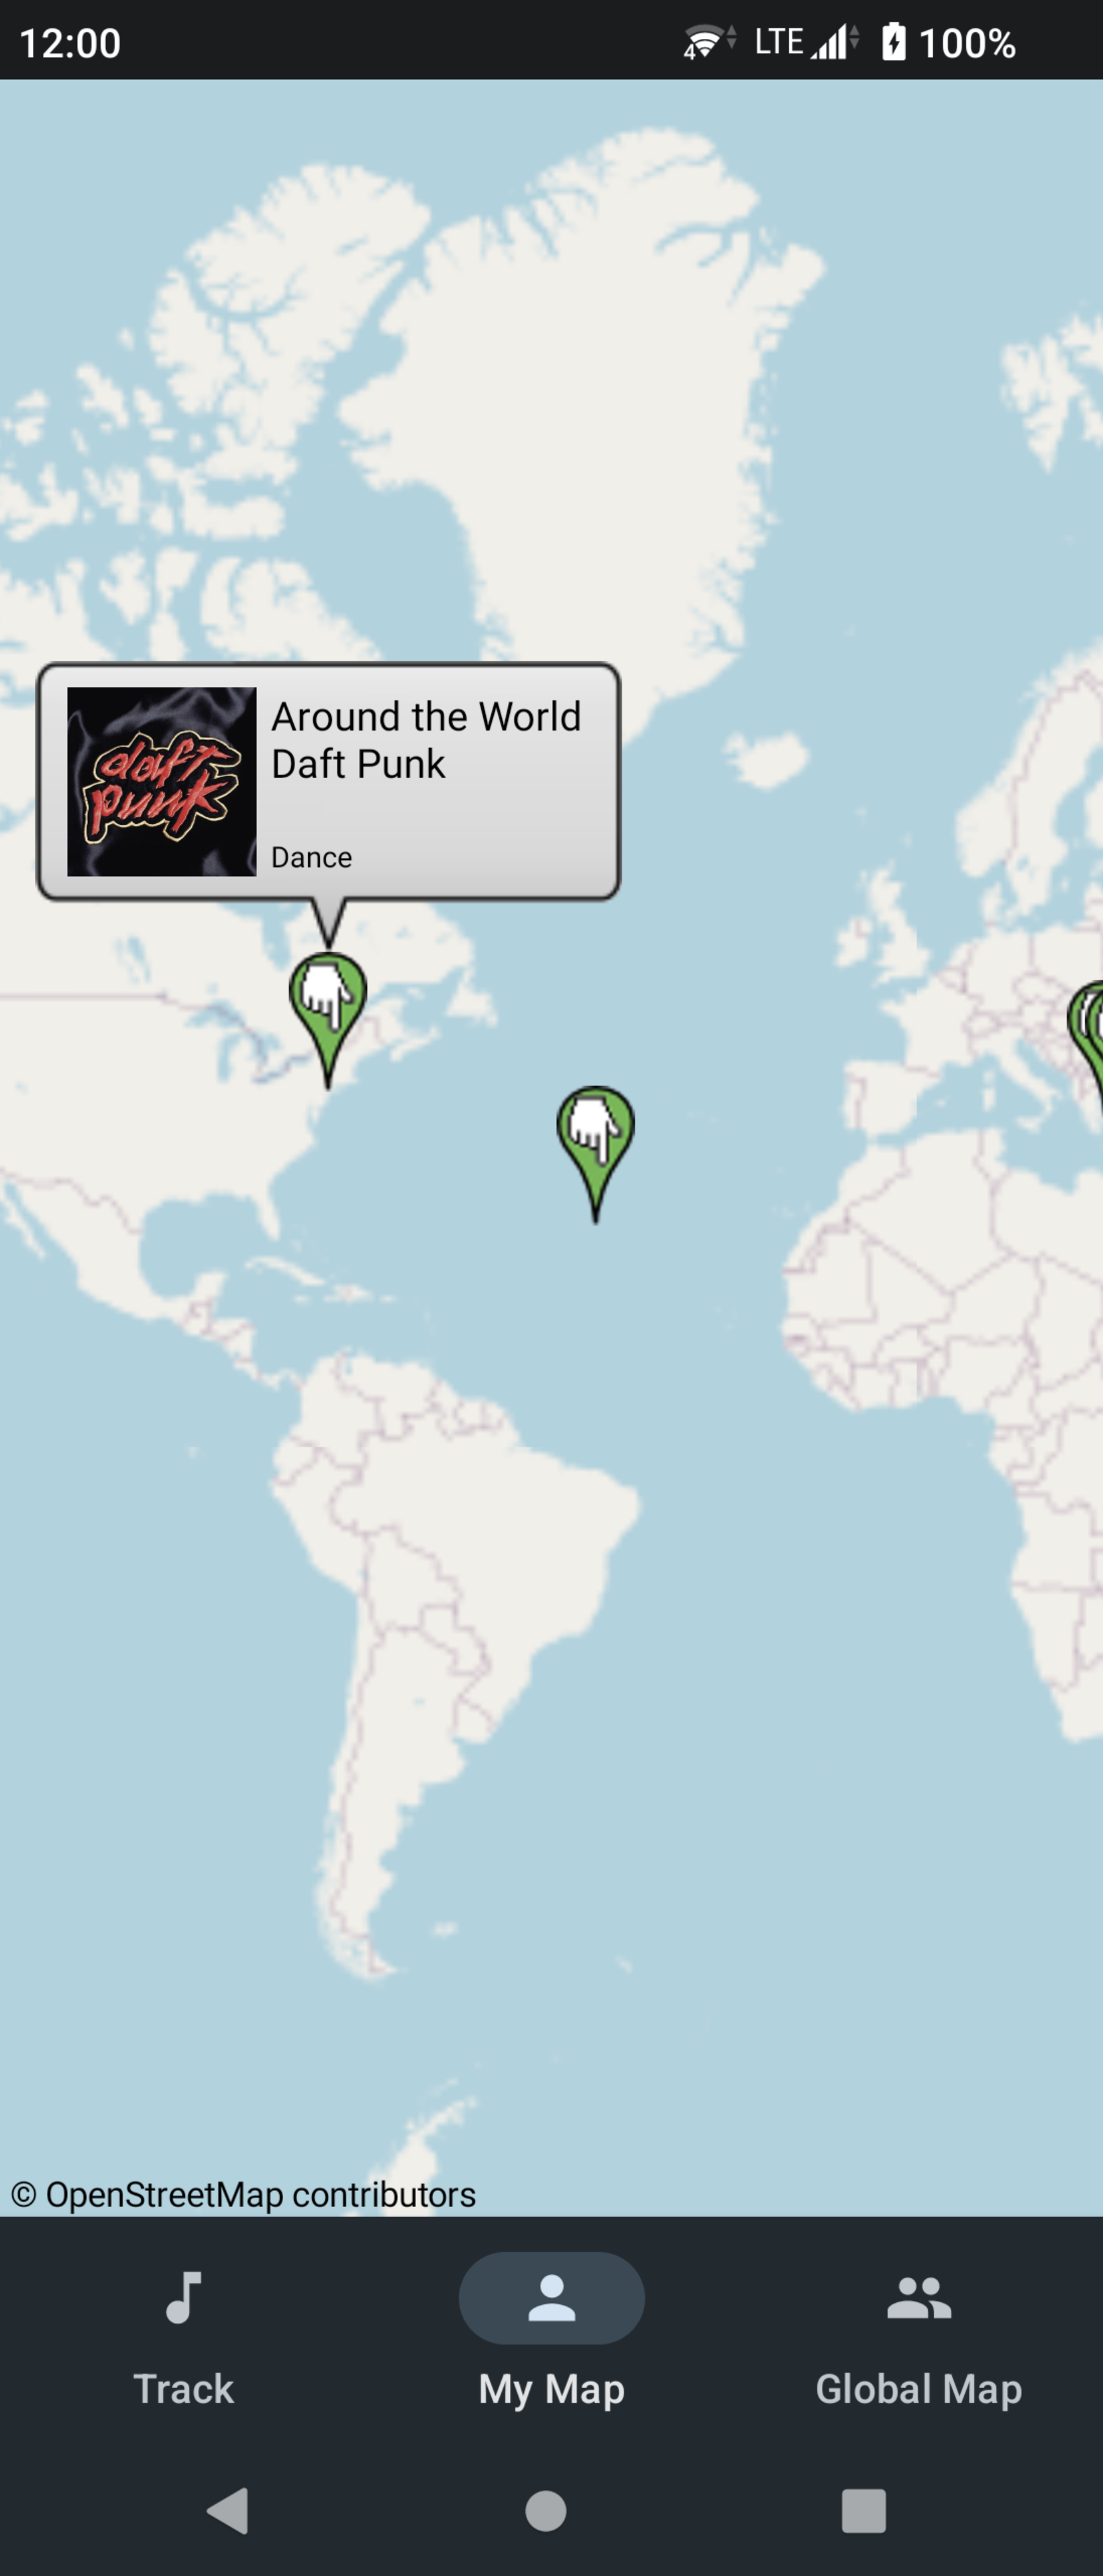 12:00
4 LTE 100%
Around the World
daft
punk
Daft Punk
Dance
© OpenStreetMap contributors
Track
My Map
Global Map